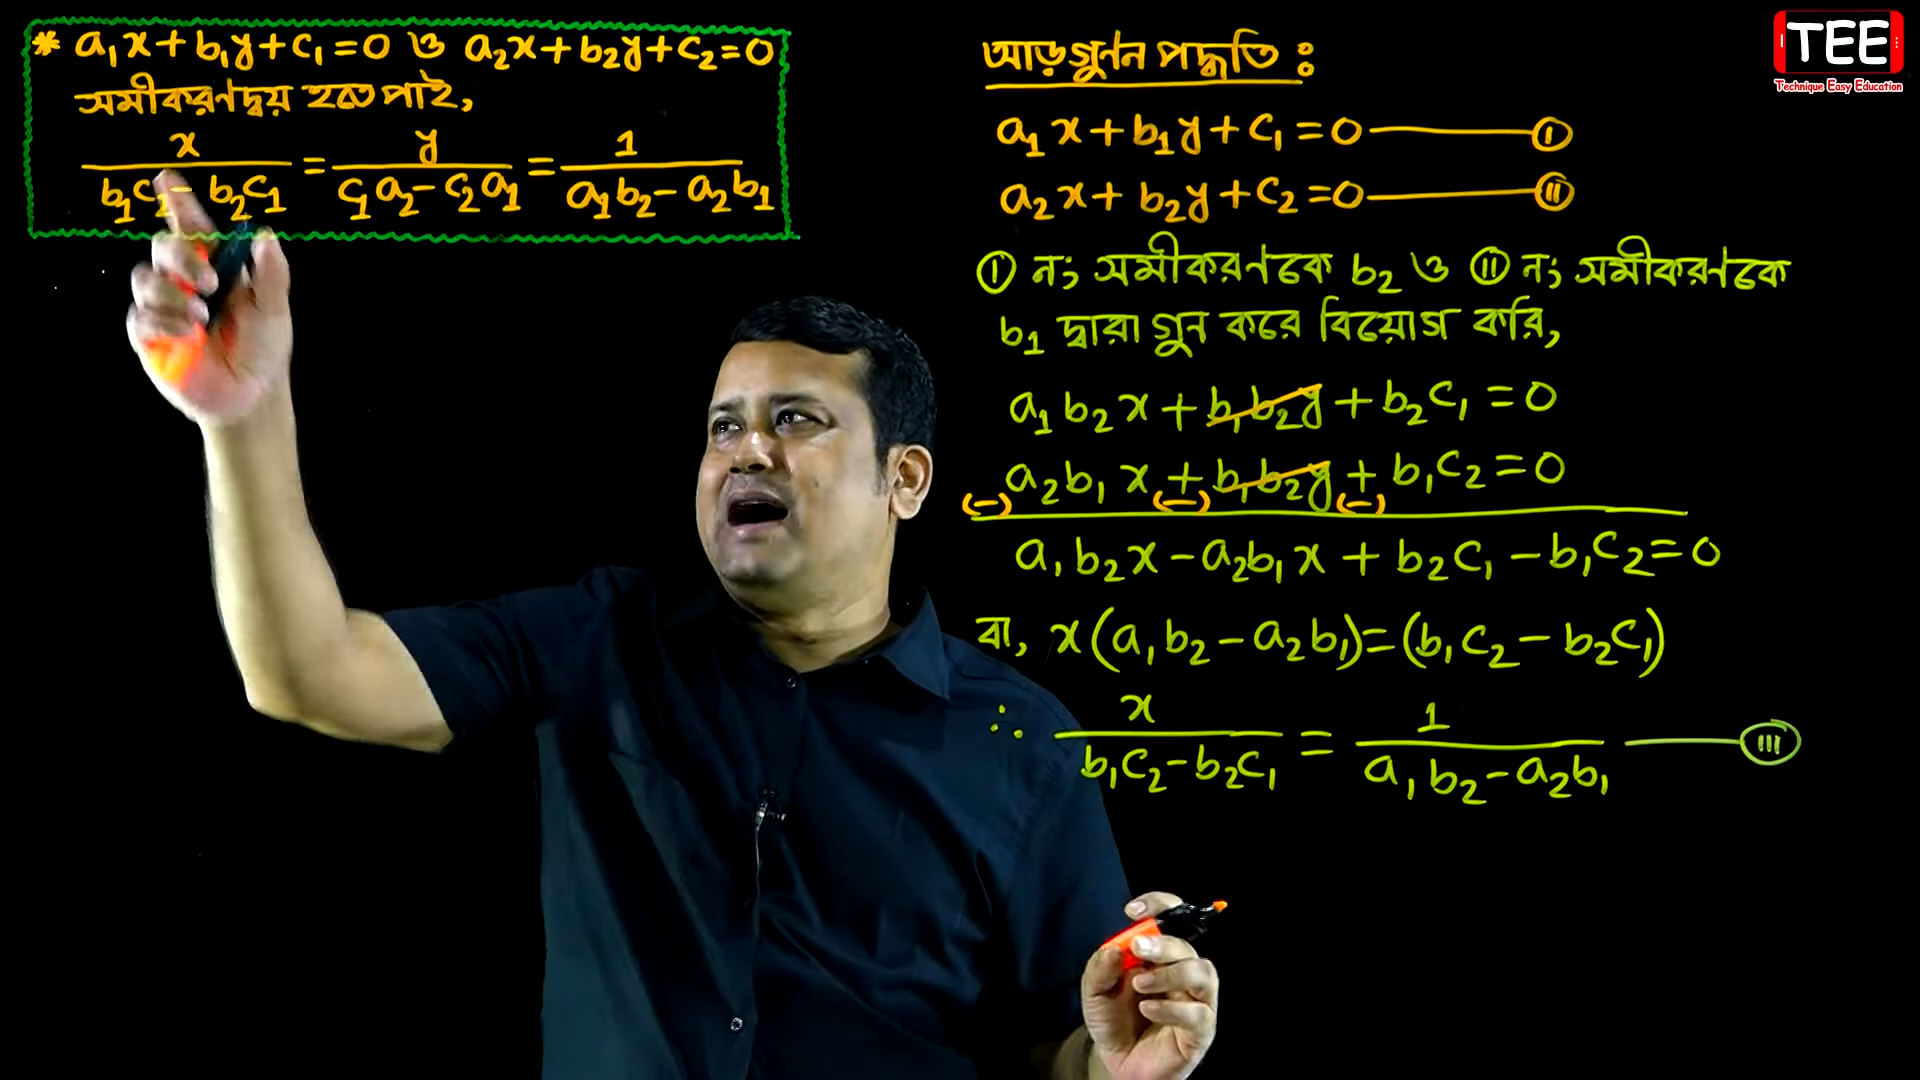 * a₁x + b₁y + c₁ = 0 ও a₂x + b₂y + c₂ = 0
সমীকরণদ্বয় হতে পাই,
x/(b₁c₂ - b₂c₁) = y/(c₁a₂ - c₂a₁) = 1/(a₁b₂ - a₂b₁)
আড়গুণন পদ্ধতি :
a₁x + b₁y + c₁ = 0 — (I)
a₂x + b₂y + c₂ = 0 — (II)
(I) নং সমীকরণকে b₂ ও (II) নং সমীকরণকে
b₁ দ্বারা গুন করে বিয়োগ করি,
a₁b₂x + b₁b₂y + b₂c₁ = 0
a₂b₁x + b₁b₂y + b₁c₂ = 0
(-) (-) (-)
a₁b₂x - a₂b₁x + b₂c₁ - b₁c₂ = 0
বা, x(a₁b₂ - a₂b₁) = (b₁c₂ - b₂c₁)
∴ x/(b₁c₂ - b₂c₁) = 1/(a₁b₂ - a₂b₁) — (III)
TEE
Technique Easy Education